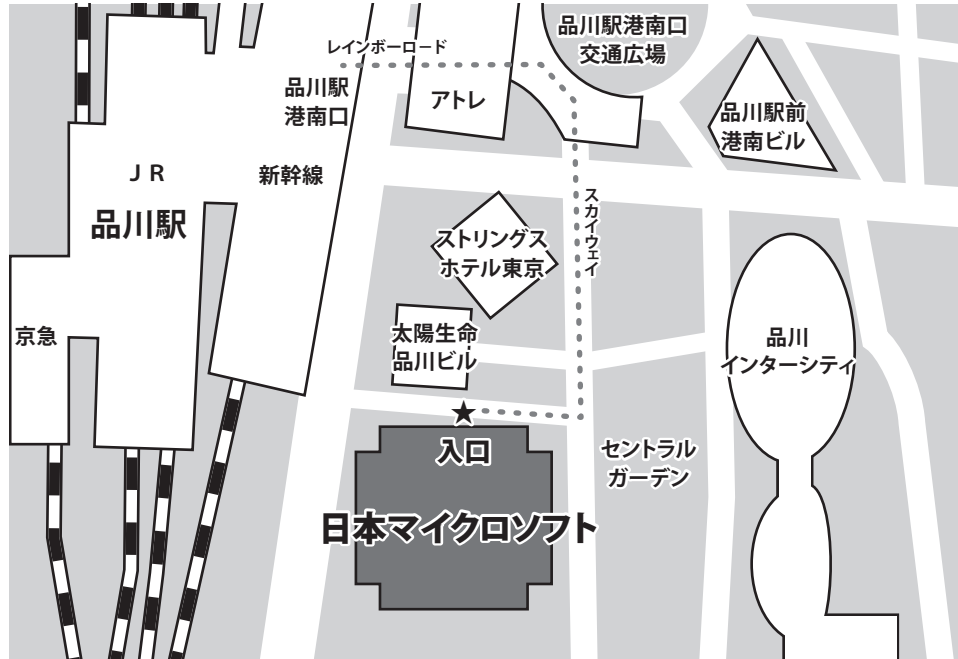 レインボーロード
品川駅港南口
交通広場
品川駅
港南口
アトレ
品川駅前
港南ビル
ＪＲ
品川駅
新幹線
スカイウェイ
ストリングス
ホテル東京
京急
太陽生命
品川ビル
品川
インターシティ
★
入口
セントラル
ガーデン
日本マイクロソフト